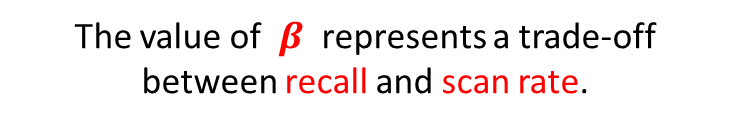 The value of β represents a trade-off
between recall and scan rate.